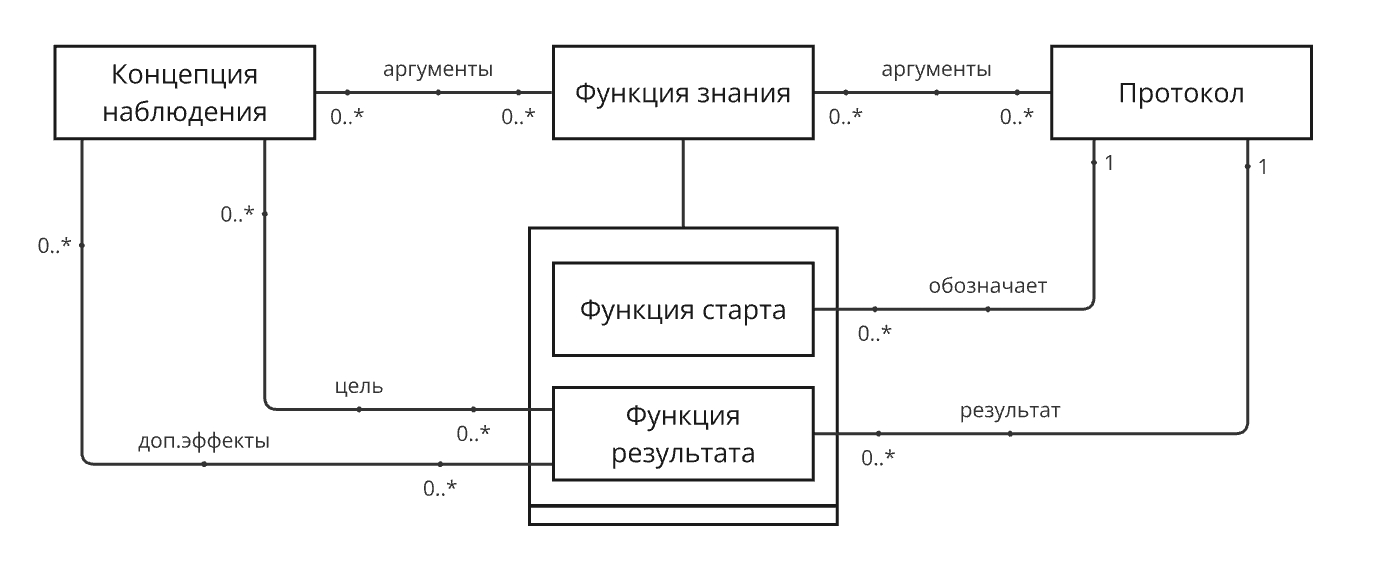 Концепция
наблюдения
аргументы
0..*
0..*
Функция знания
аргументы
0..*
0..*
Протокол
1
1
0..*
0..*
обозначает
Функция старта
0..*
цель
0..*
Функция
результата
результат
0..*
доп.эффекты
0..*